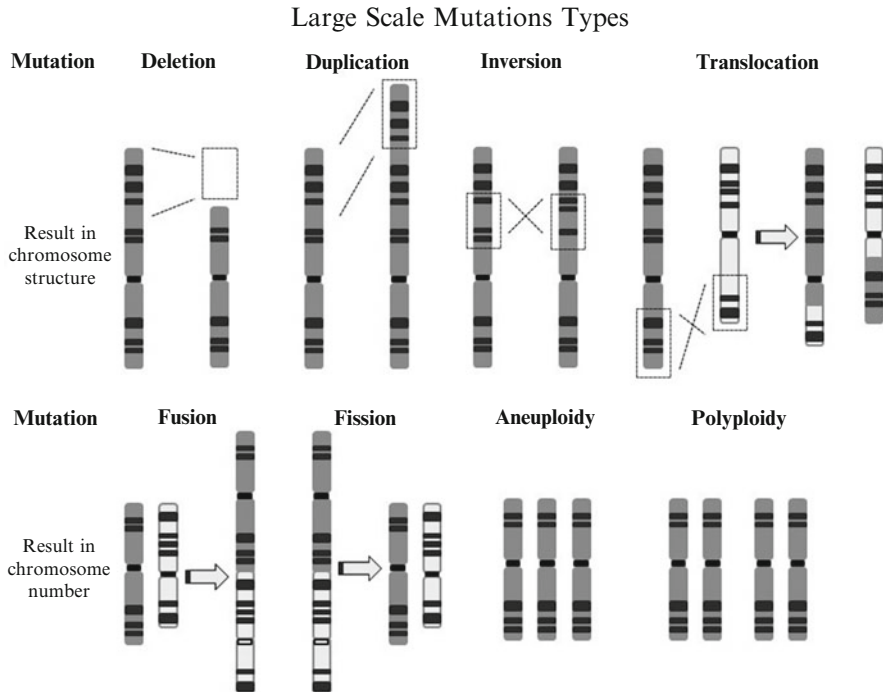 Large Scale Mutations Types
Mutation Deletion Duplication Inversion Translocation
Result in
chromosome
structure
Mutation Fusion Fission Aneuploidy Polyploidy
Result in
chromosome
number